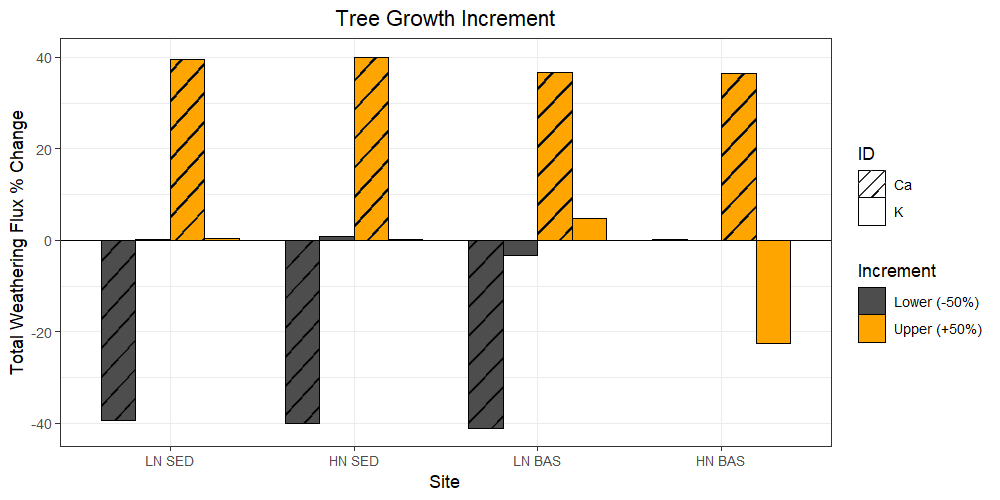 Tree Growth Increment
Total Weathering Flux % Change
40
20
0
-20
-40
LN SED
HN SED
LN BAS
HN BAS
Site
ID
Ca
K
Increment
Lower (-50%)
Upper (+50%)